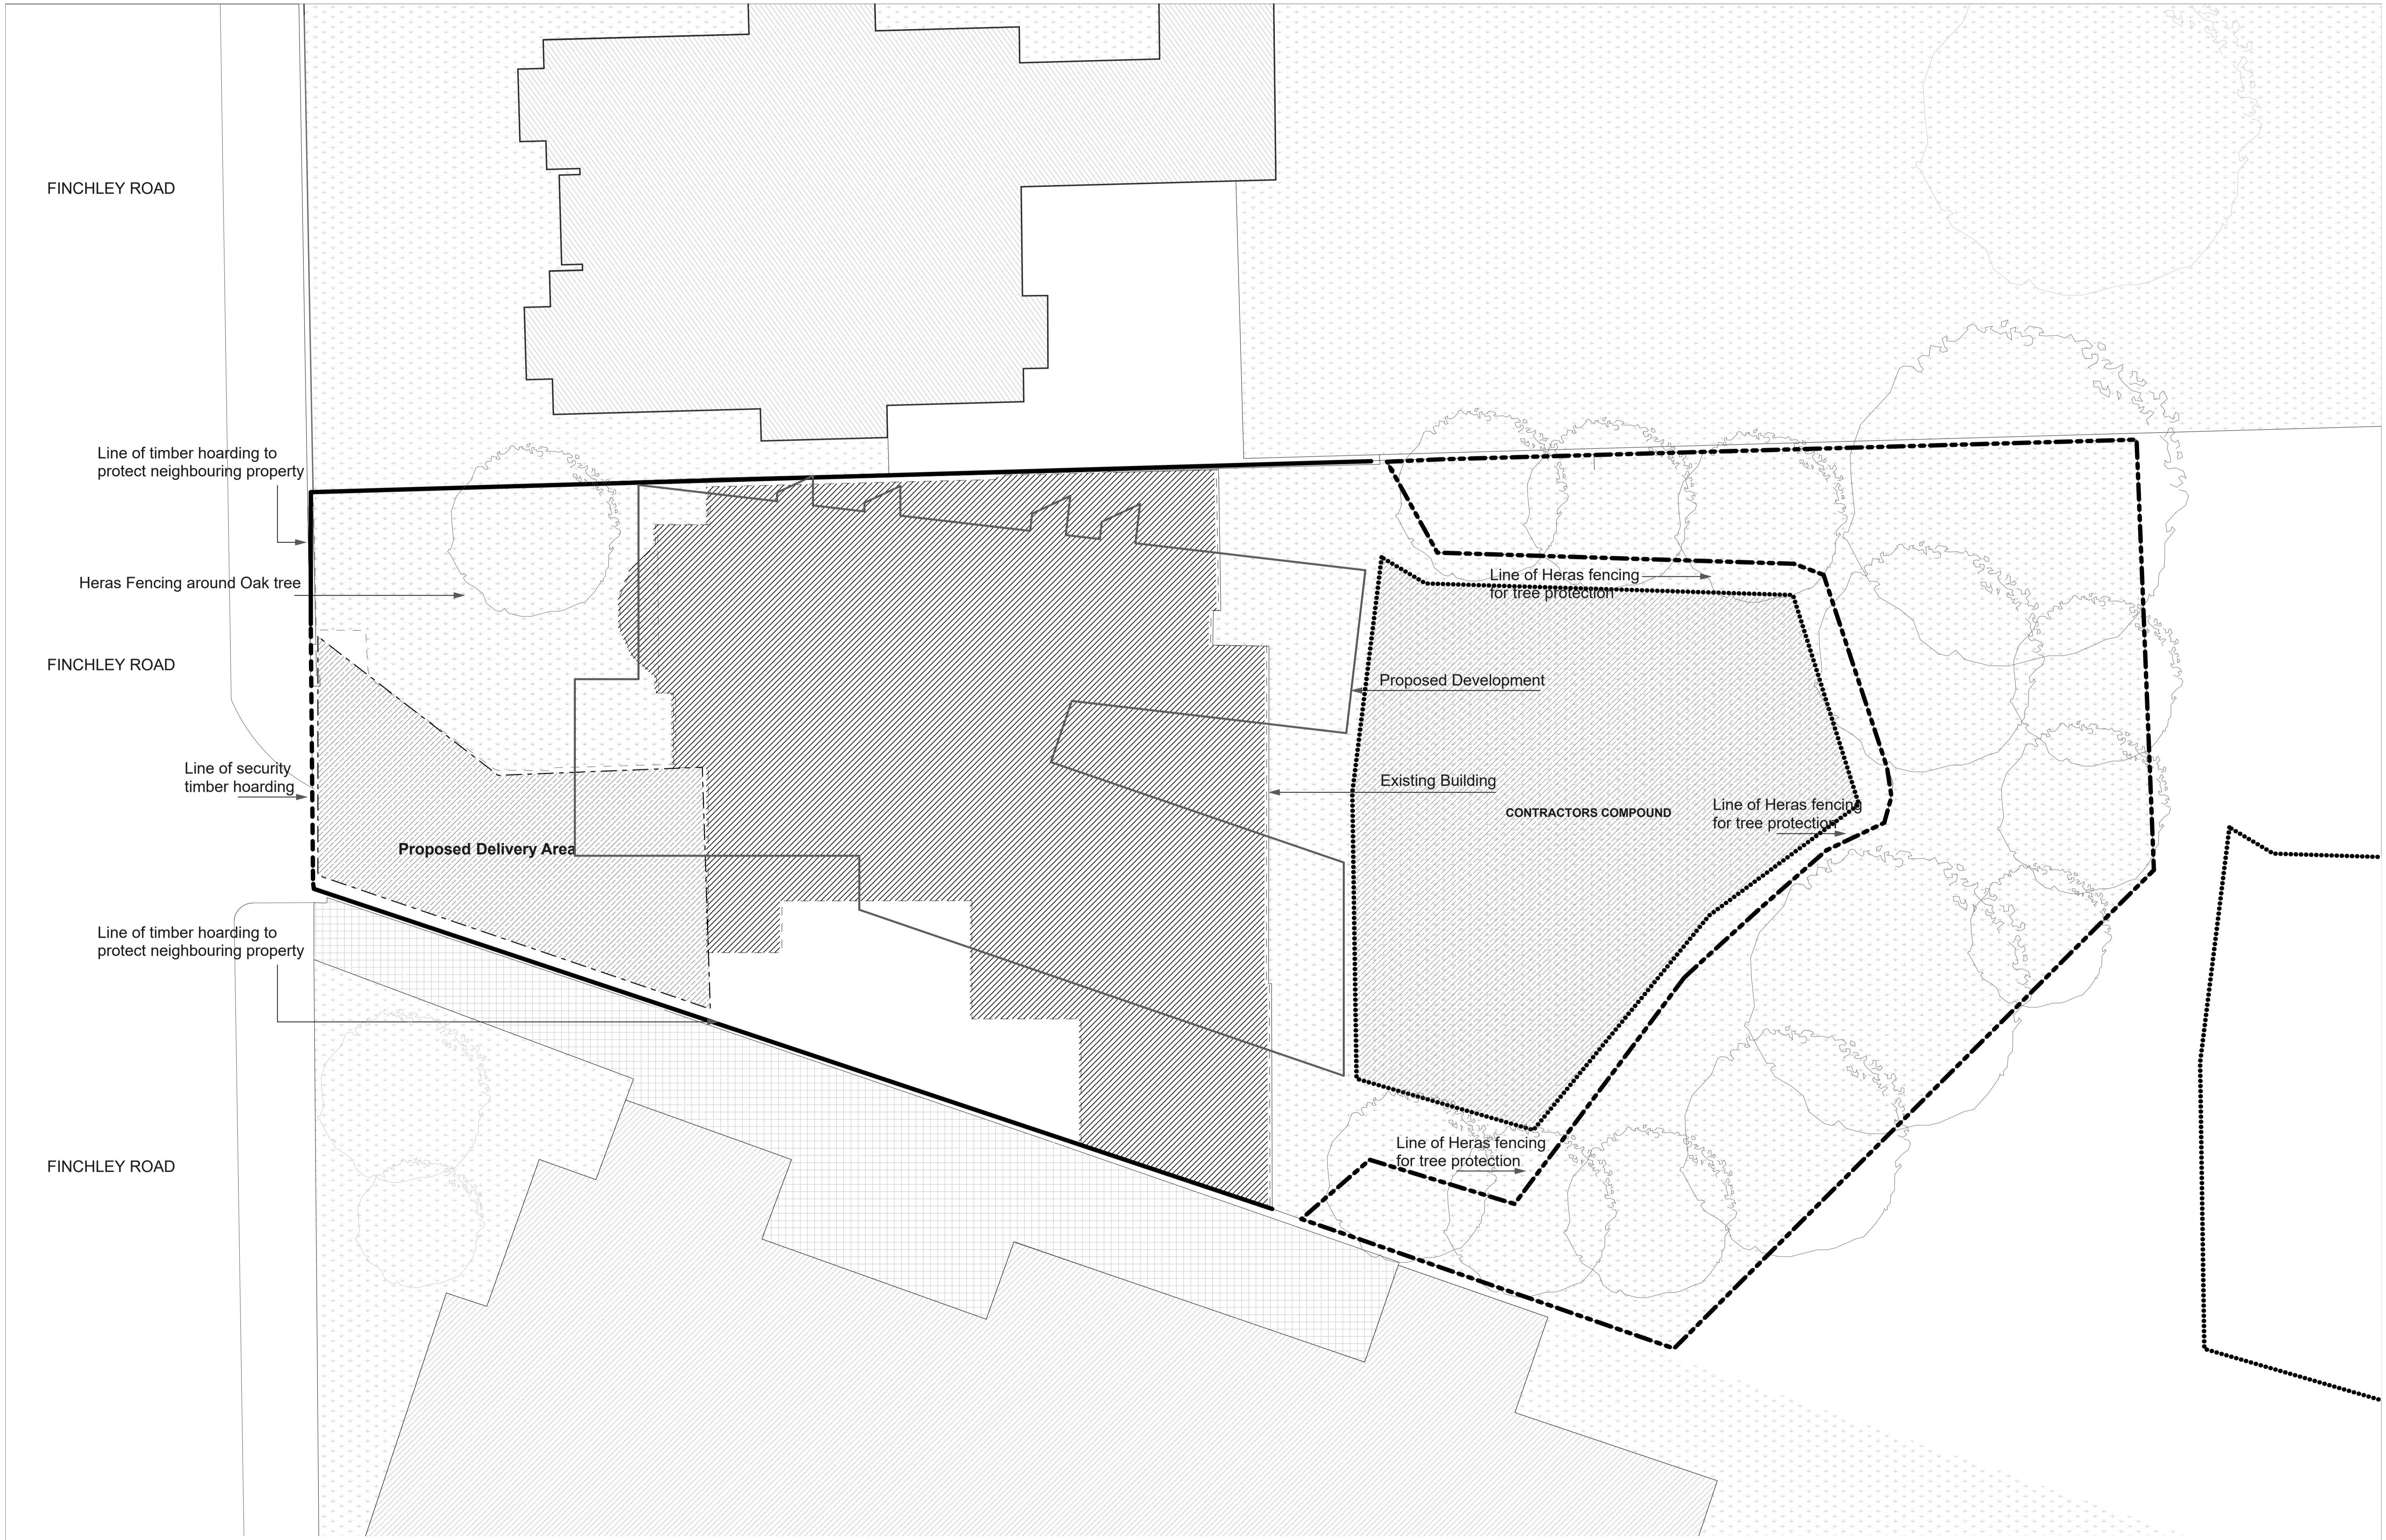 FINCHLEY ROAD
Line of timber hoarding to
protect neighbouring property
Line of Heras fencing
for tree protection
Heras Fencing around Oak tree
FINCHLEY ROAD
Proposed Development
Line of security
timber hoarding
Existing Building
Line of Heras fencing
for tree protection
CONTRACTORS COMPOUND
Proposed Delivery Area
Line of timber hoarding to
protect neighbouring property
Line of Heras fencing
for tree protection
FINCHLEY ROAD